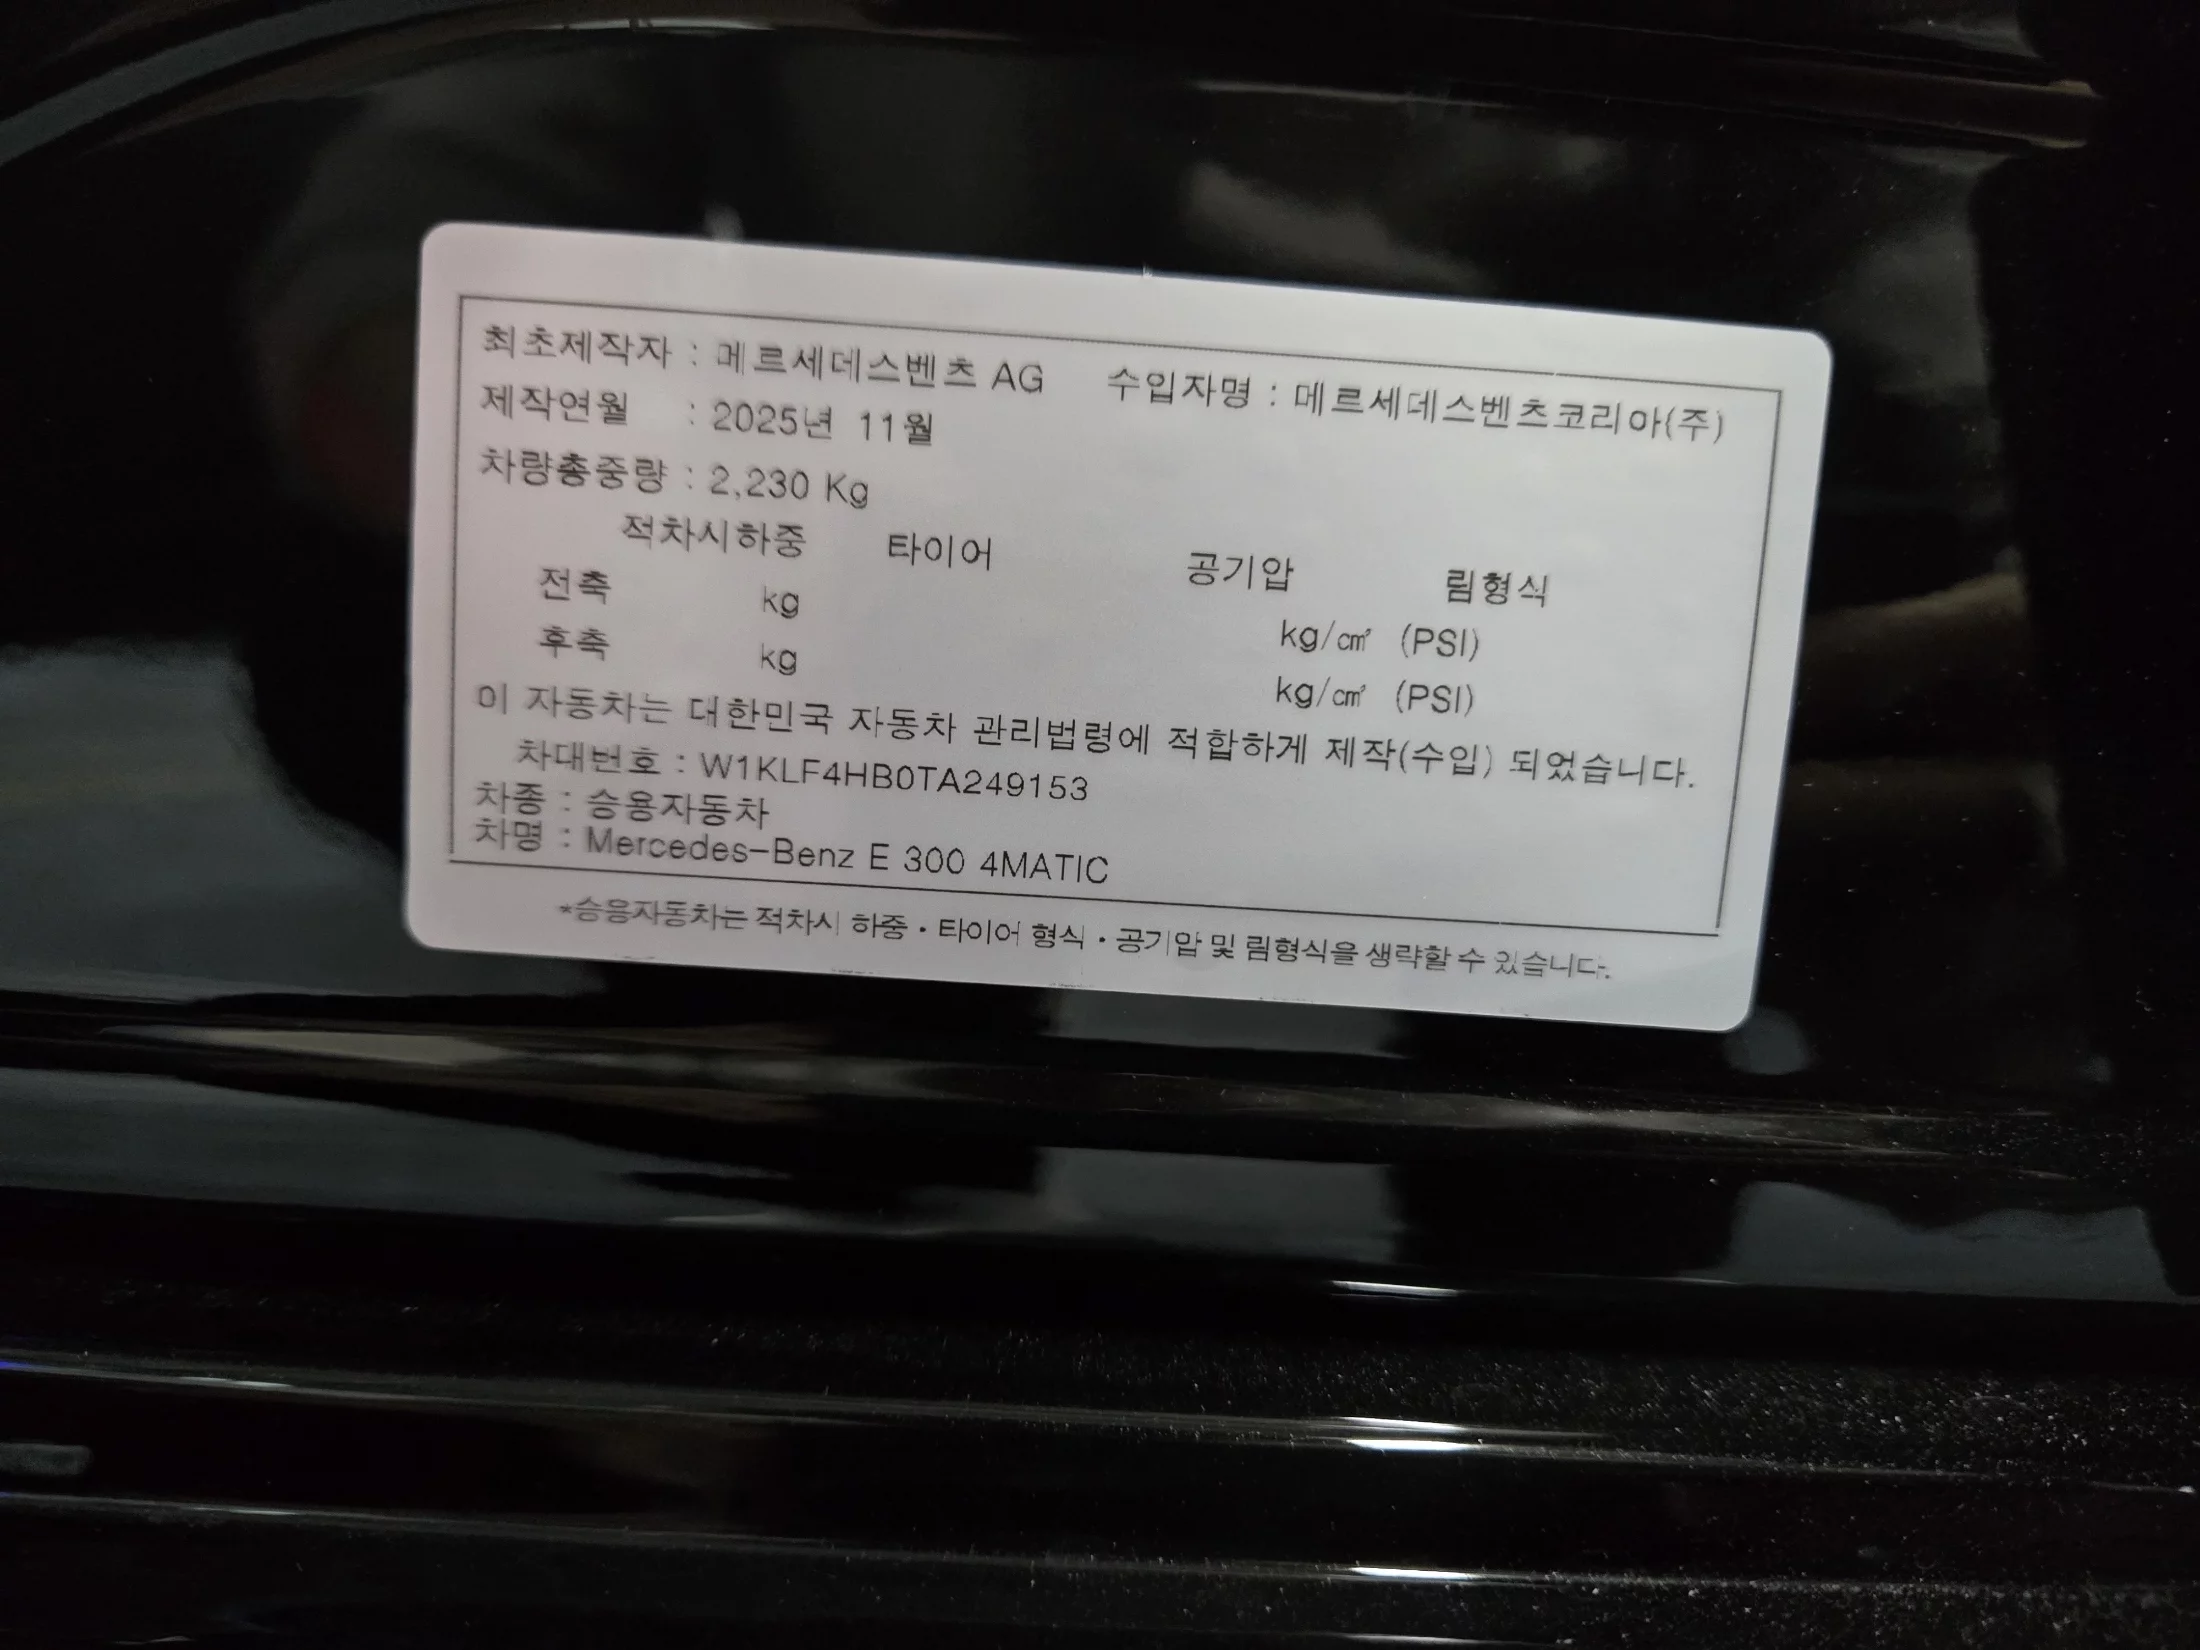 최초제작자 : 메르세데스벤츠 AG 수입자명 : 메르세데스벤츠코리아(주)
제작연월 : 2025년 11월
차량총중량 : 2,230 Kg
적차시하중 타이어 공기압 림형식
전축 kg kg/㎠ (PSI)
후축 kg kg/㎠ (PSI)
이 자동차는 대한민국 자동차 관리법령에 적합하게 제작(수입) 되었습니다.
차대번호 : W1KLF4HB0TA249153
차종 : 승용자동차
차명 : Mercedes-Benz E 300 4MATIC
*승용자동차는 적차시 하중 · 타이어 형식 · 공기압 및 림형식을 생략할 수 있습니다.